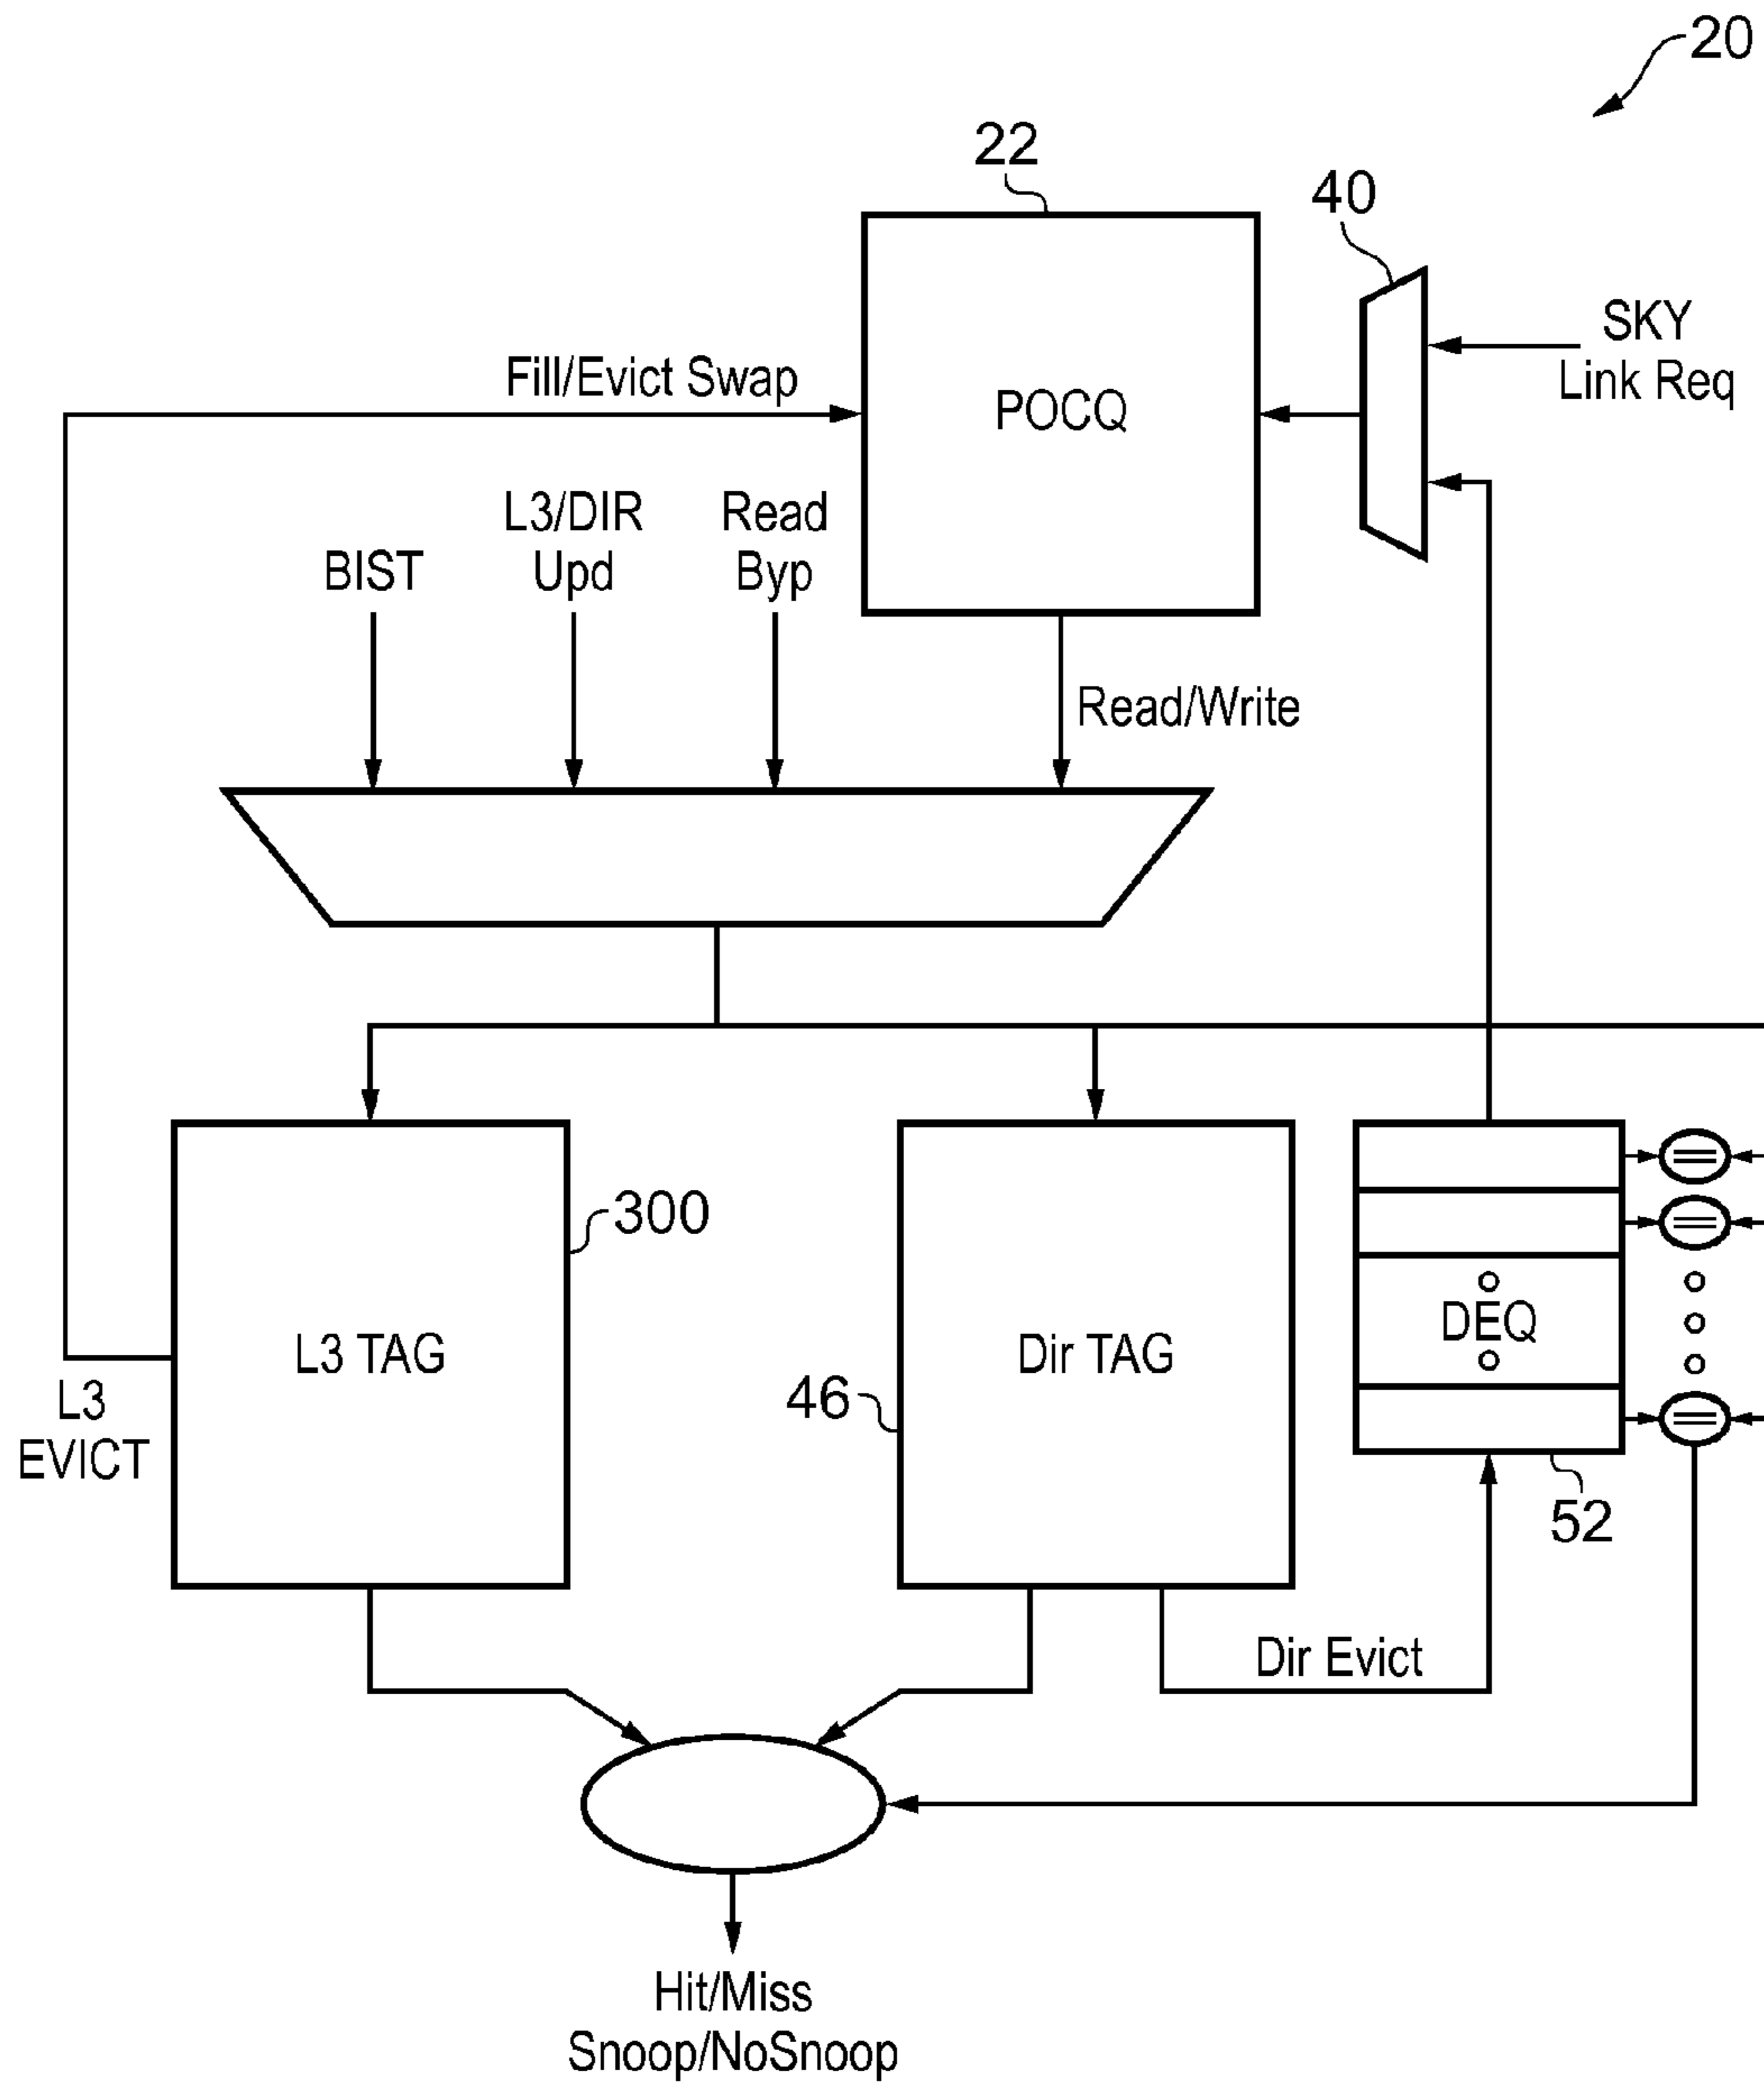 20
22
40
SKY
Link Req
Fill/Evict Swap
POCQ
L3/DIR
Upd
Read
Byp
BIST
Read/Write
300
L3 TAG
Dir TAG
DEQ
46
L3
EVICT
52
Dir Evict
Hit/Miss
Snoop/NoSnoop